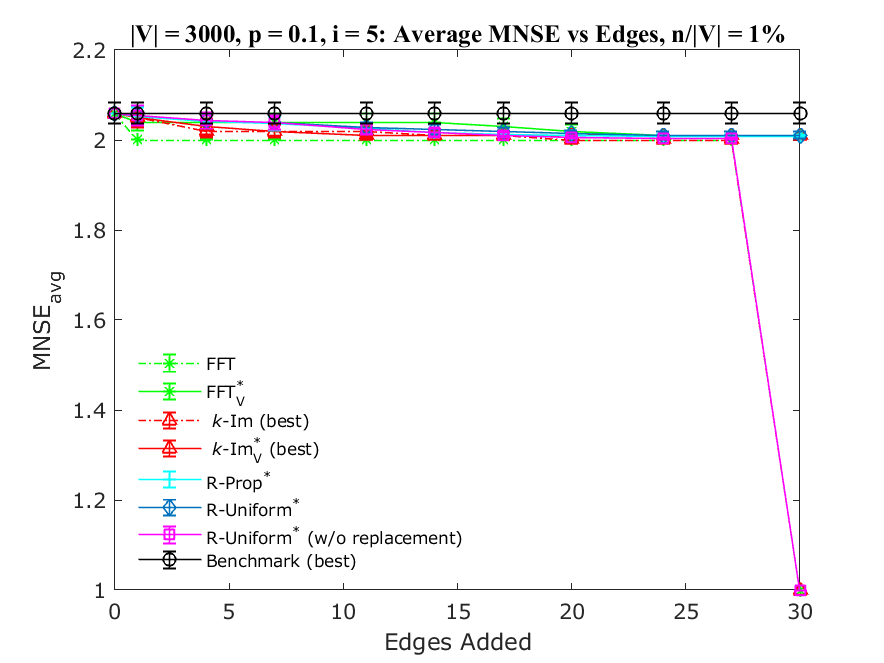 |V| = 3000, p = 0.1, i = 5: Average MNSE vs Edges, n/|V| = 1%
2.2
2
1.8
1.6
1.4
1.2
1
MNSE_avg
FFT
FFT*_V
k-Im (best)
k-Im*_V (best)
R-Prop*
R-Uniform*
R-Uniform* (w/o replacement)
Benchmark (best)
0 5 10 15 20 25 30
Edges Added